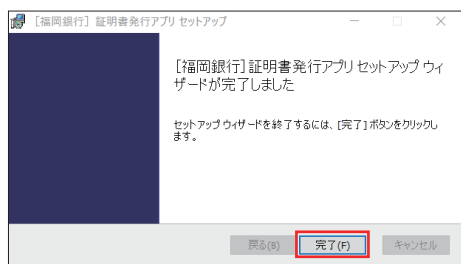 [福岡銀行] 証明書発行アプリ セットアップ
[福岡銀行] 証明書発行アプリ セットアップ ウィ
ザードが完了しました
セットアップ ウィザードを終了するには、[完了] ボタンをクリックし
ます。
戻る(B) 完了(F) キャンセル